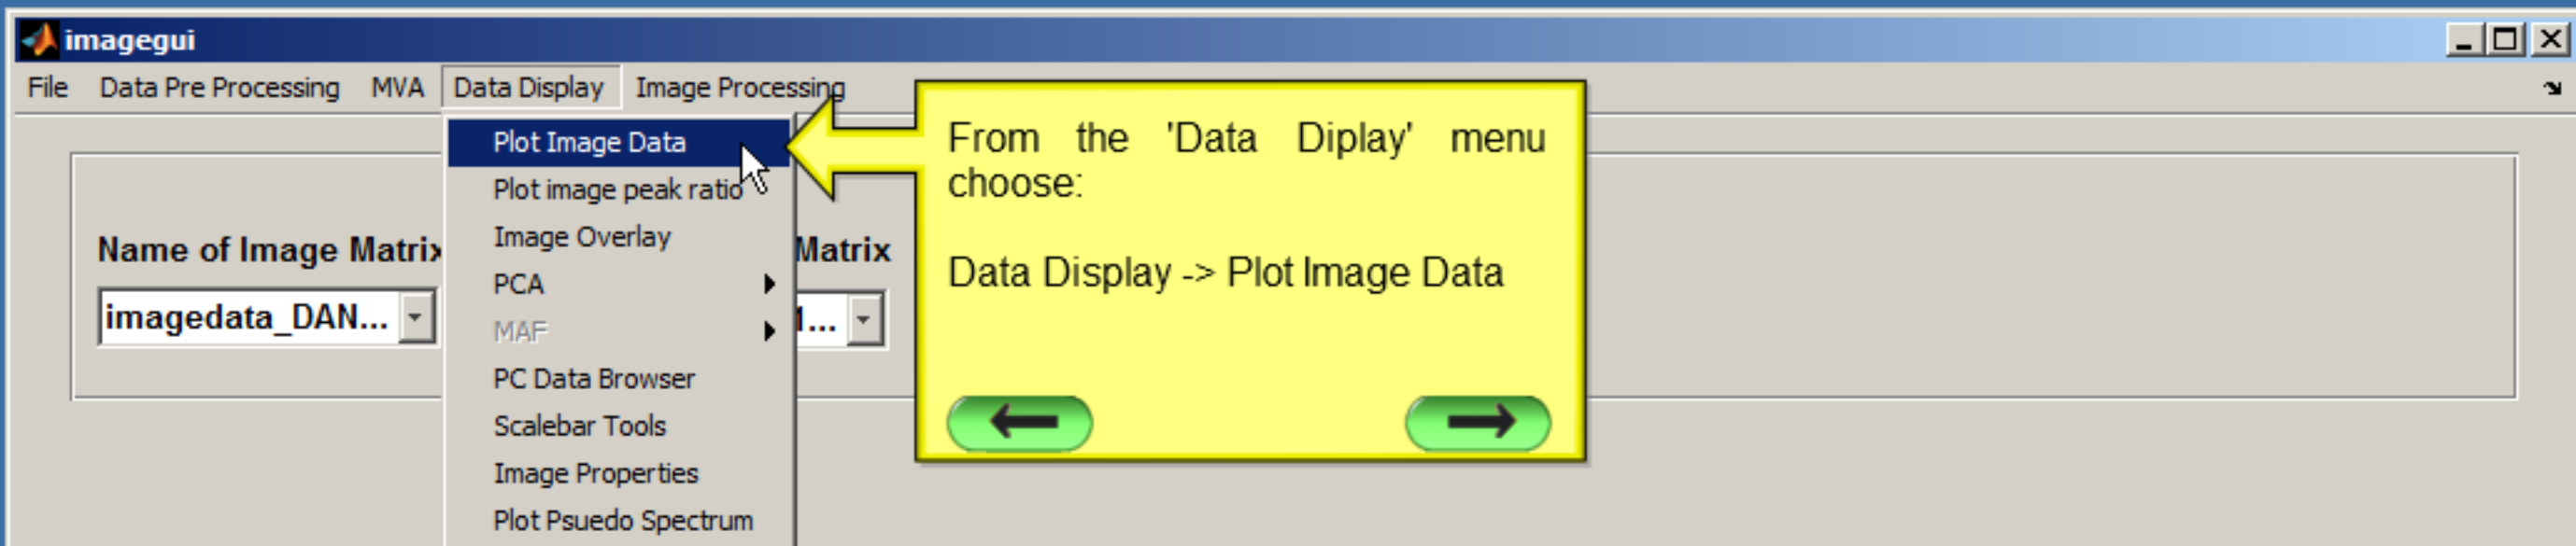 imagegui
File Data Pre Processing MVA Data Display Image Processing
Plot Image Data
Plot image peak ratio
Image Overlay
PCA
MAF
PC Data Browser
Scalebar Tools
Image Properties
Plot Psuedo Spectrum
Name of Image Matrix
imagedata_DAN...
Matrix
1...
From the 'Data Diplay' menu
choose:
Data Display -> Plot Image Data